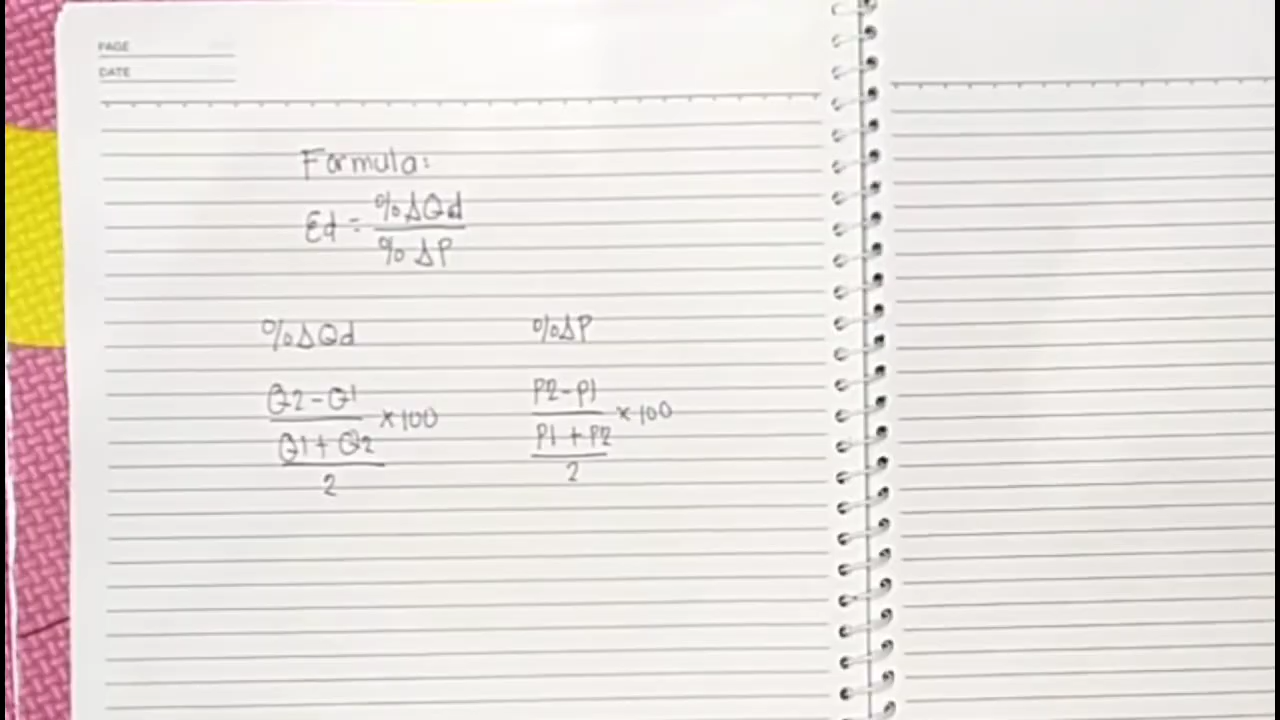 PAGE
DATE
Formula:
Ed = %ΔQd
%ΔP
%ΔQd %ΔP
Q2-Q1 P2-P1
×100 ×100
Q1+Q2 P1+P2
2 2